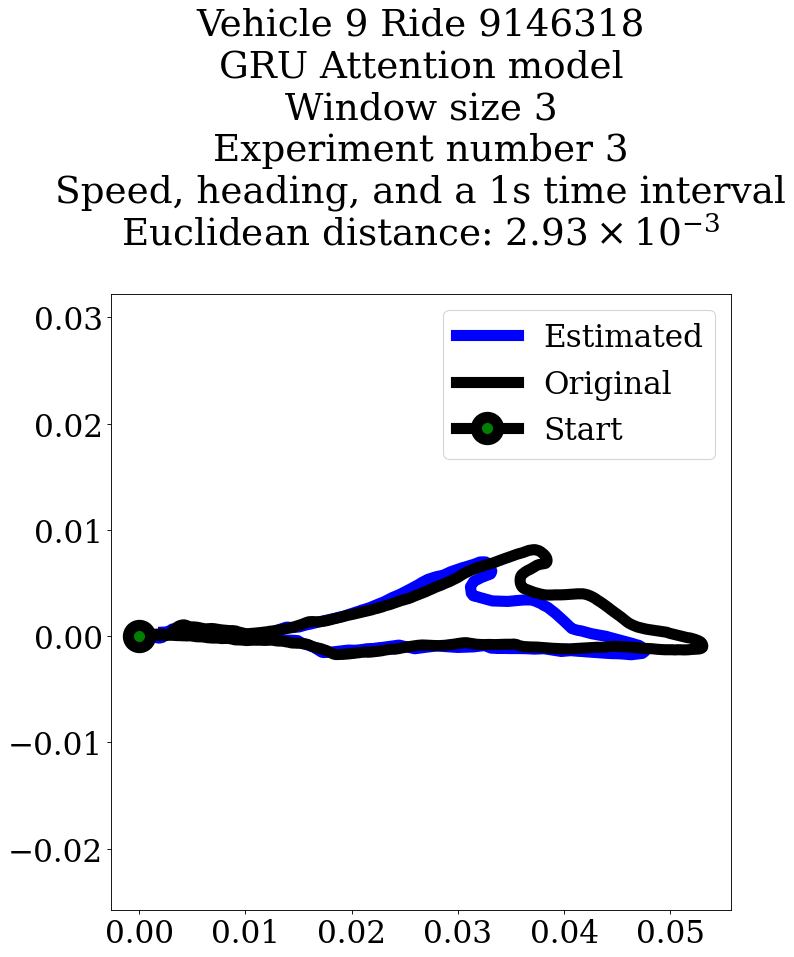 Vehicle 9 Ride 9146318
GRU Attention model
Window size 3
Experiment number 3
Speed, heading, and a 1s time interval
Euclidean distance: 2.93 × 10⁻³
Estimated
Original
Start
0.03
0.02
0.01
0.00
−0.01
−0.02
0.00 0.01 0.02 0.03 0.04 0.05